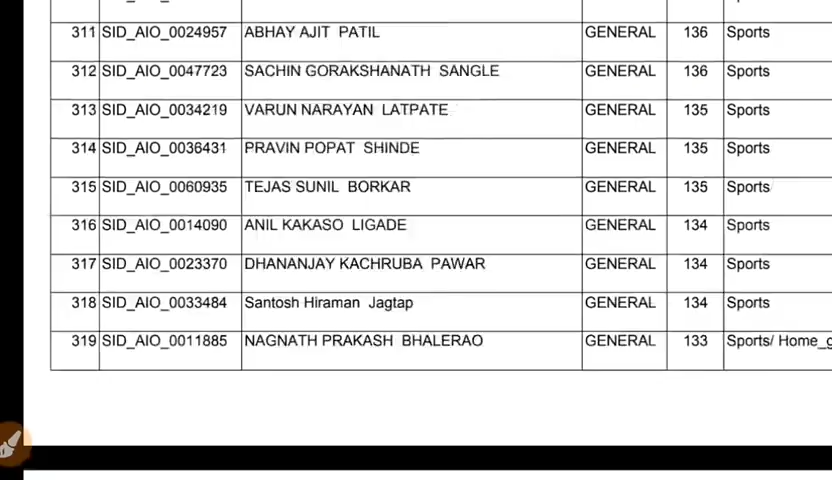 311 SID_AIO_0024957 ABHAY AJIT PATIL GENERAL 136 Sports
312 SID_AIO_0047723 SACHIN GORAKSHANATH SANGLE GENERAL 136 Sports
313 SID_AIO_0034219 VARUN NARAYAN LATPATE GENERAL 135 Sports
314 SID_AIO_0036431 PRAVIN POPAT SHINDE GENERAL 135 Sports
315 SID_AIO_0060935 TEJAS SUNIL BORKAR GENERAL 135 Sports
316 SID_AIO_0014090 ANIL KAKASO LIGADE GENERAL 134 Sports
317 SID_AIO_0023370 DHANANJAY KACHRUBA PAWAR GENERAL 134 Sports
318 SID_AIO_0033484 Santosh Hiraman Jagtap GENERAL 134 Sports
319 SID_AIO_0011885 NAGNATH PRAKASH BHALERAO GENERAL 133 Sports/ Home_g